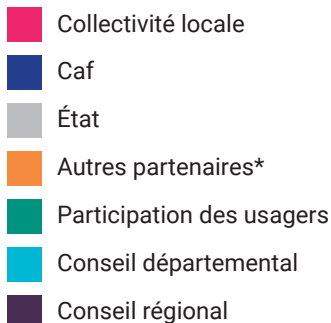 Collectivité locale
Caf
État
Autres partenaires*
Participation des usagers
Conseil départemental
Conseil régional